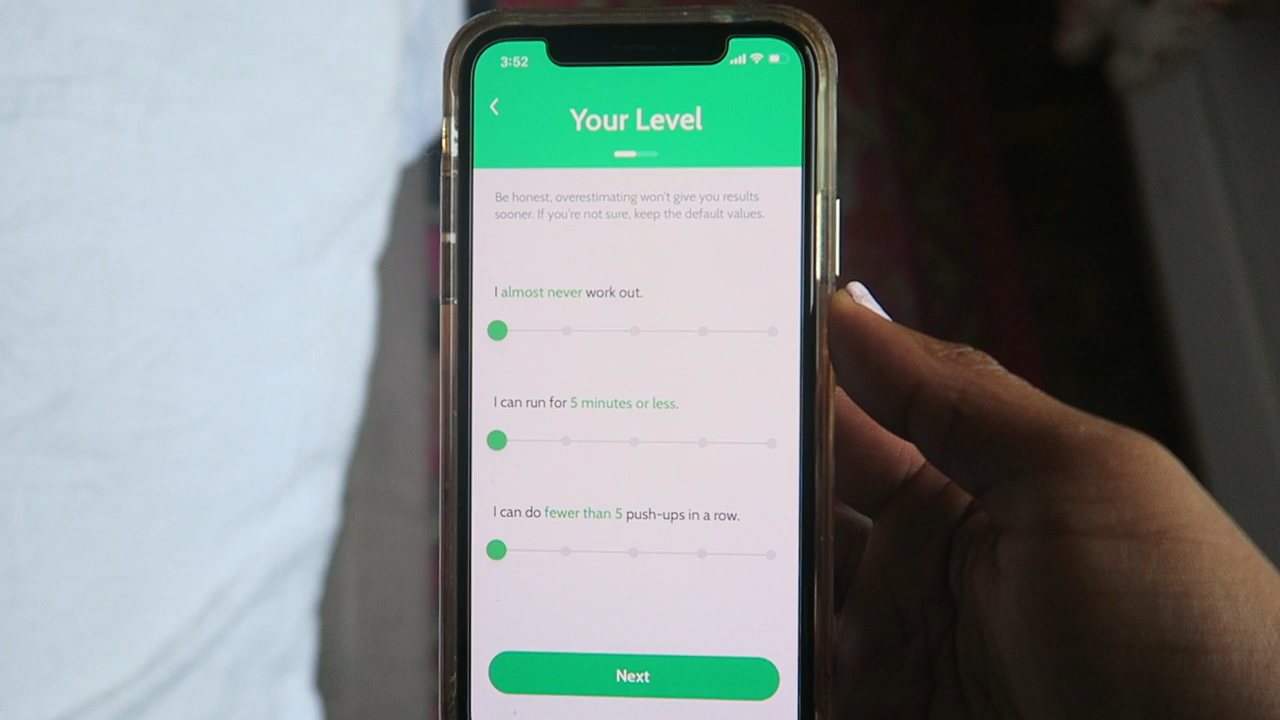 3:52
Your Level
Be honest, overestimating won't give you results
sooner. If you're not sure, keep the default values.
I almost never work out.
I can run for 5 minutes or less.
I can do fewer than 5 push-ups in a row.
Next